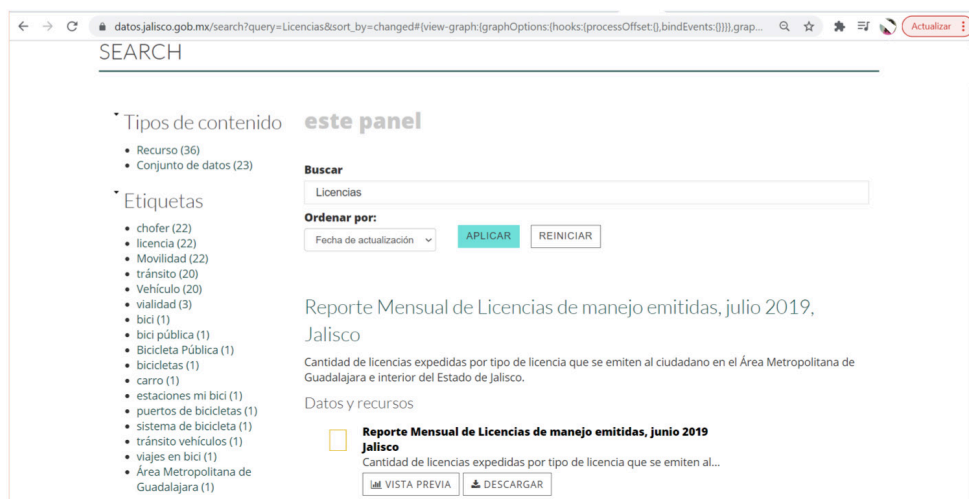 datos.jalisco.gob.mx/search?query=Licencias&sort_by=changed#{view-graph:{graphOptions:{hooks:{processOffset:{},bindEvents:{}}}},grap...
Actualizar
SEARCH
Tipos de contenido
Recurso (36)
Conjunto de datos (23)
Etiquetas
chofer (22)
licencia (22)
Movilidad (22)
tránsito (20)
Vehículo (20)
vialidad (3)
bici (1)
bici pública (1)
Bicicleta Pública (1)
bicicletas (1)
carro (1)
estaciones mi bici (1)
puertos de bicicletas (1)
sistema de bicicleta (1)
tránsito vehículos (1)
viajes en bici (1)
Área Metropolitana de
Guadalajara (1)
este panel
Buscar
Licencias
Ordenar por:
Fecha de actualización
APLICAR
REINICIAR
Reporte Mensual de Licencias de manejo emitidas, julio 2019,
Jalisco
Cantidad de licencias expedidas por tipo de licencia que se emiten al ciudadano en el Área Metropolitana de
Guadalajara e interior del Estado de Jalisco.
Datos y recursos
Reporte Mensual de Licencias de manejo emitidas, junio 2019
Jalisco
Cantidad de licencias expedidas por tipo de licencia que se emiten al...
VISTA PREVIA
DESCARGAR